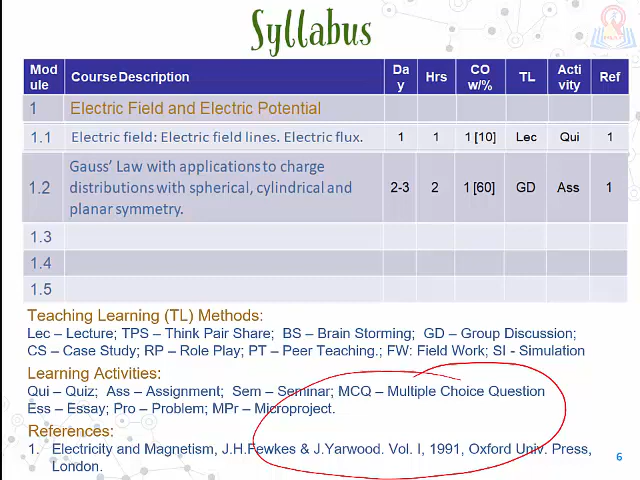 Syllabus
Mod ule Course Description Da y Hrs CO w/% TL Acti vity Ref
1 Electric Field and Electric Potential
1.1 Electric field: Electric field lines. Electric flux. 1 1 1 [10] Lec Qui 1
1.2 Gauss' Law with applications to charge distributions with spherical, cylindrical and planar symmetry. 2-3 2 1 [60] GD Ass 1
1.3
1.4
1.5
Teaching Learning (TL) Methods:
Lec – Lecture; TPS – Think Pair Share; BS – Brain Storming; GD – Group Discussion;
CS – Case Study; RP – Role Play; PT – Peer Teaching.; FW: Field Work; SI - Simulation
Learning Activities:
Qui – Quiz; Ass – Assignment; Sem – Seminar; MCQ – Multiple Choice Question
Ess – Essay; Pro – Problem; MPr – Microproject.
References:
1. Electricity and Magnetism, J.H.Fewkes & J.Yarwood. Vol. I, 1991, Oxford Univ. Press,
London.
6